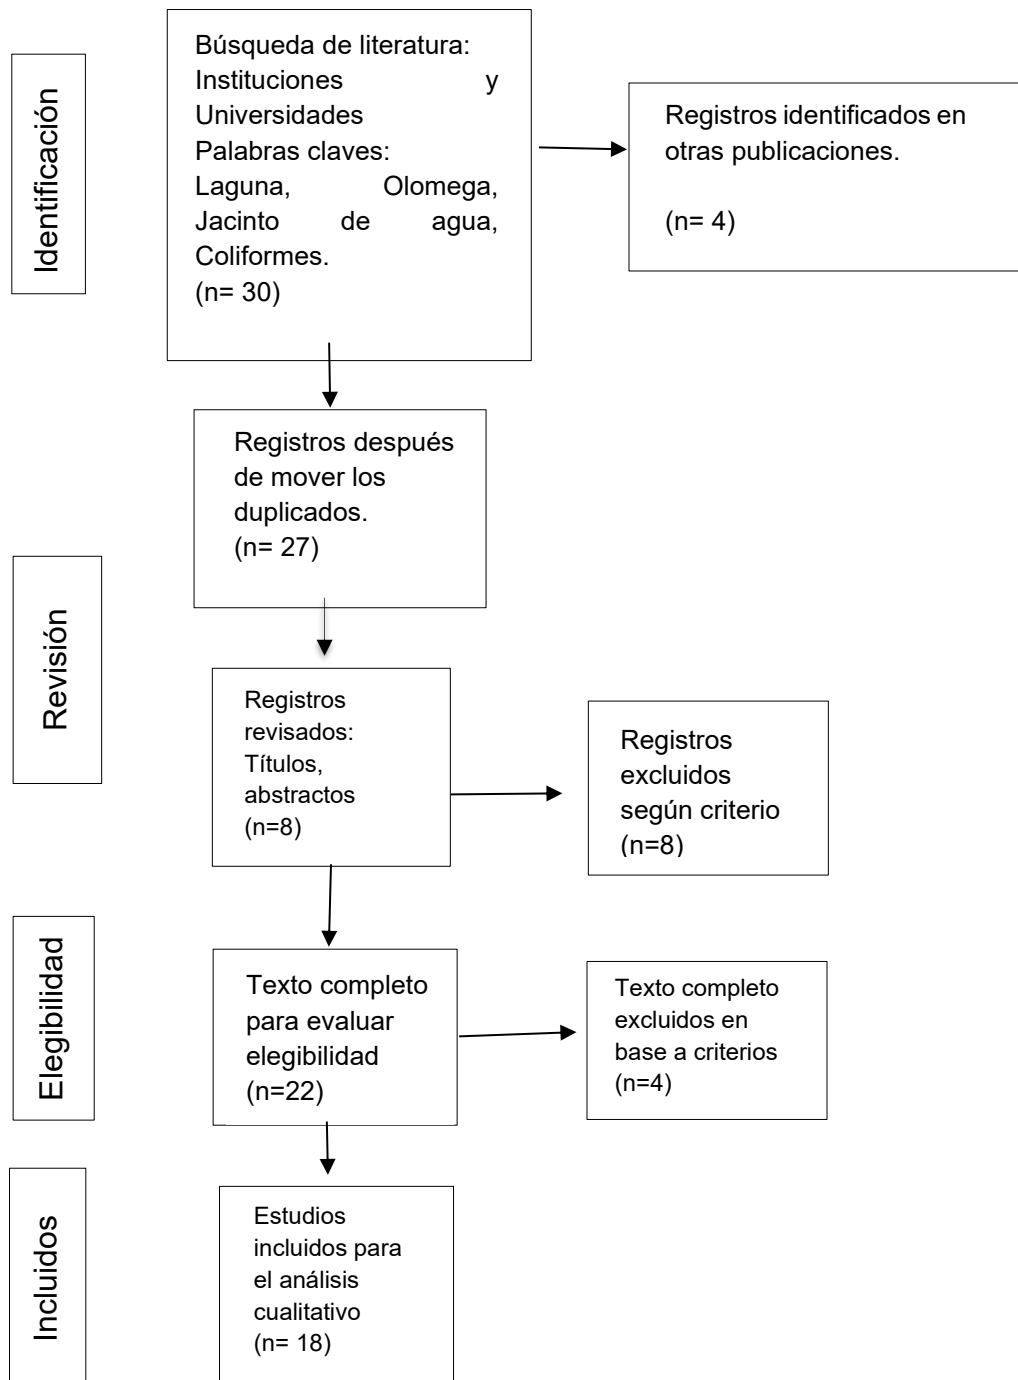 Identificación
Búsqueda de literatura:
Instituciones y
Universidades
Palabras claves:
Laguna, Olomega,
Jacinto de agua,
Coliformes.
(n= 30)
Registros identificados en
otras publicaciones.
(n= 4)
Registros después
de mover los
duplicados.
(n= 27)
Revisión
Registros
revisados:
Títulos,
abstractos
(n=8)
Registros
excluidos
según criterio
(n=8)
Elegibilidad
Texto completo
para evaluar
elegibilidad
(n=22)
Texto completo
excluidos en
base a criterios
(n=4)
Incluidos
Estudios
incluidos para
el análisis
cualitativo
(n= 18)